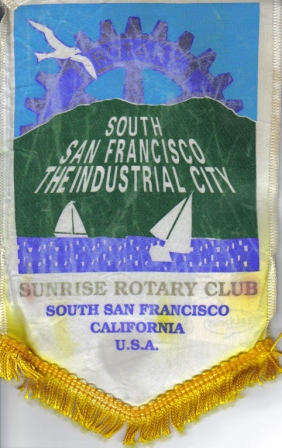 SOUTH
SAN FRANCISCO
THE INDUSTRIAL CITY
SUNRISE ROTARY CLUB
SOUTH SAN FRANCISCO
CALIFORNIA
U.S.A.